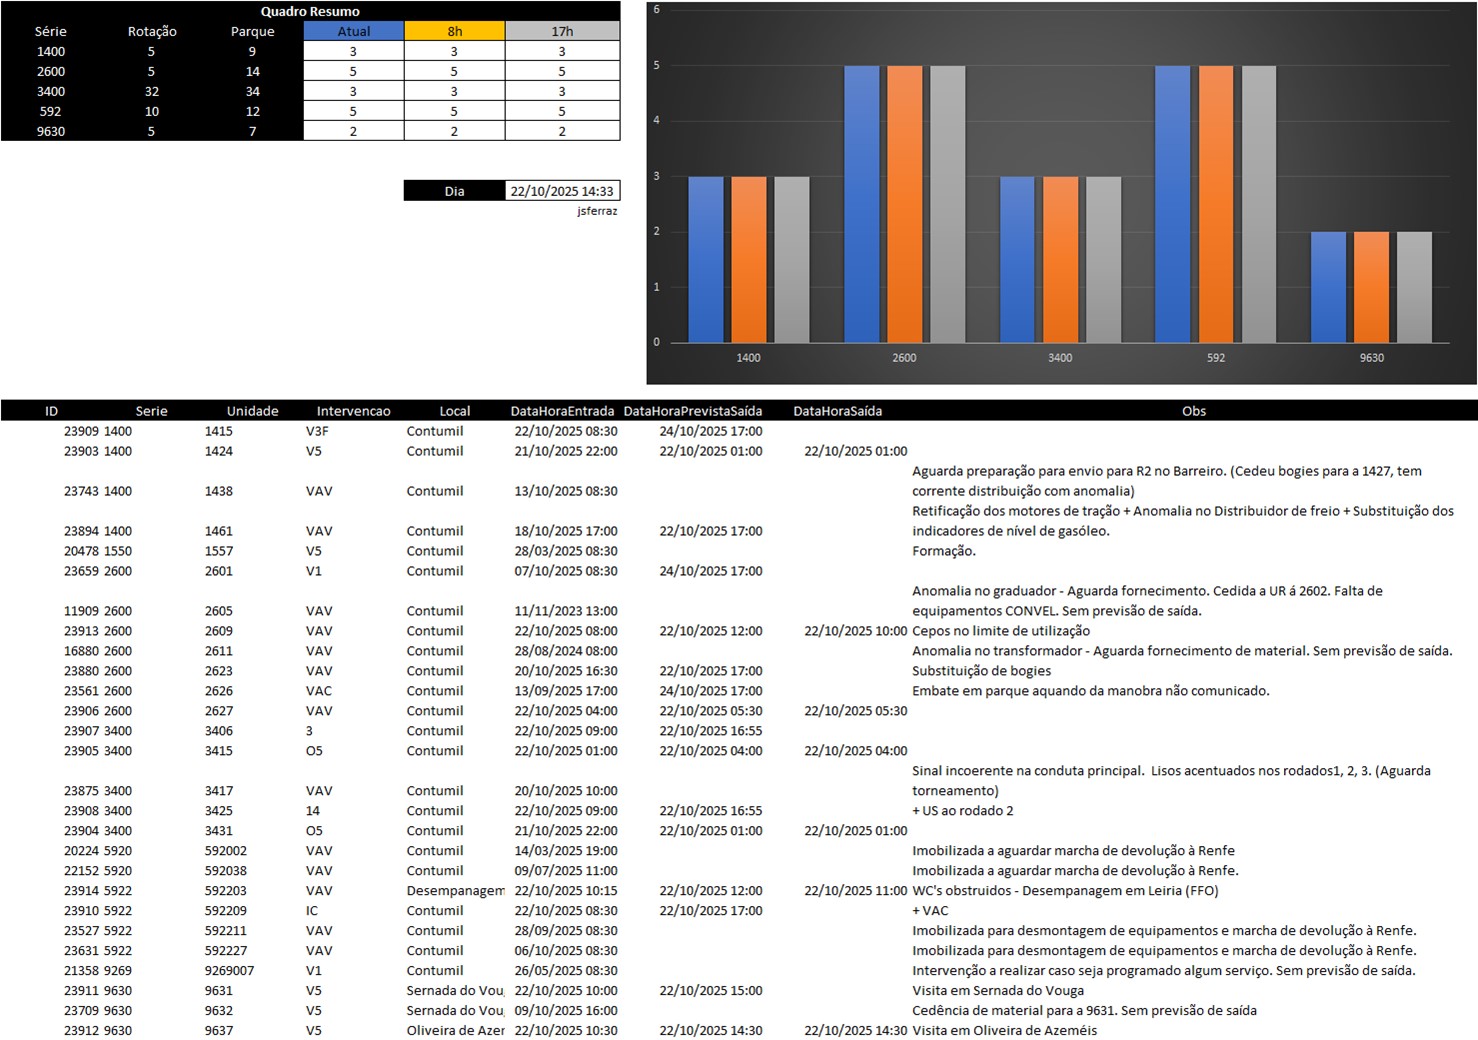 Quadro Resumo
Série Rotação Parque Atual 8h 17h
1400 5 9 3 3 3
2600 5 14 5 5 5
3400 32 34 3 3 3
592 10 12 5 5 5
9630 5 7 2 2 2
Dia 22/10/2025 14:33
jsferraz
6
5
4
3
2
1
0
1400 2600 3400 592 9630
ID Serie Unidade Intervencao Local DataHoraEntrada DataHoraPrevistaSaída DataHoraSaída Obs
23909 1400 1415 V3F Contumil 22/10/2025 08:30 24/10/2025 17:00
23903 1400 1424 V5 Contumil 21/10/2025 22:00 22/10/2025 01:00 22/10/2025 01:00
Aguarda preparação para envio para R2 no Barreiro. (Cedeu bogies para a 1427, tem
23743 1400 1438 VAV Contumil 13/10/2025 08:30 corrente distribuição com anomalia)
Retificação dos motores de tração + Anomalia no Distribuidor de freio + Substituição dos
23894 1400 1461 VAV Contumil 18/10/2025 17:00 22/10/2025 17:00 indicadores de nível de gasóleo.
20478 1550 1557 V5 Contumil 28/03/2025 08:30 Formação.
23659 2600 2601 V1 Contumil 07/10/2025 08:30 24/10/2025 17:00
Anomalia no graduador - Aguarda fornecimento. Cedida a UR á 2602. Falta de
11909 2600 2605 VAV Contumil 11/11/2023 13:00 equipamentos CONVEL. Sem previsão de saída.
23913 2600 2609 VAV Contumil 22/10/2025 08:00 22/10/2025 12:00 22/10/2025 10:00 Cepos no limite de utilização
16880 2600 2611 VAV Contumil 28/08/2024 08:00 Anomalia no transformador - Aguarda fornecimento de material. Sem previsão de saída.
23880 2600 2623 VAV Contumil 20/10/2025 16:30 22/10/2025 17:00 Substituição de bogies
23561 2600 2626 VAC Contumil 13/09/2025 17:00 24/10/2025 17:00 Embate em parque aquando da manobra não comunicado.
23906 2600 2627 VAV Contumil 22/10/2025 04:00 22/10/2025 05:30 22/10/2025 05:30
23907 3400 3406 3 Contumil 22/10/2025 09:00 22/10/2025 16:55
23905 3400 3415 O5 Contumil 22/10/2025 01:00 22/10/2025 04:00 22/10/2025 04:00
Sinal incoerente na conduta principal. Lisos acentuados nos rodados1, 2, 3. (Aguarda
23875 3400 3417 VAV Contumil 20/10/2025 10:00 torneamento)
23908 3400 3425 14 Contumil 22/10/2025 09:00 22/10/2025 16:55 + US ao rodado 2
23904 3400 3431 O5 Contumil 21/10/2025 22:00 22/10/2025 01:00 22/10/2025 01:00
20224 5920 592002 VAV Contumil 14/03/2025 19:00 Imobilizada a aguardar marcha de devolução à Renfe
22152 5920 592038 VAV Contumil 09/07/2025 11:00 Imobilizada a aguardar marcha de devolução à Renfe.
23914 5922 592203 VAV Desempanagem 22/10/2025 10:15 22/10/2025 12:00 22/10/2025 11:00 WC's obstruidos - Desempanagem em Leiria (FFO)
23910 5922 592209 IC Contumil 22/10/2025 08:30 22/10/2025 17:00 + VAC
23527 5922 592211 VAV Contumil 28/09/2025 08:30 Imobilizada para desmontagem de equipamentos e marcha de devolução à Renfe.
23631 5922 592227 VAV Contumil 06/10/2025 08:30 Imobilizada para desmontagem de equipamentos e marcha de devolução à Renfe.
21358 9269 9269007 V1 Contumil 26/05/2025 08:30 Intervenção a realizar caso seja programado algum serviço. Sem previsão de saída.
23911 9630 9631 V5 Sernada do Vou 22/10/2025 10:00 22/10/2025 15:00 Visita em Sernada do Vouga
23709 9630 9632 V5 Sernada do Vou 09/10/2025 16:00 Cedência de material para a 9631. Sem previsão de saída
23912 9630 9637 V5 Oliveira de Azer 22/10/2025 10:30 22/10/2025 14:30 22/10/2025 14:30 Visita em Oliveira de Azeméis